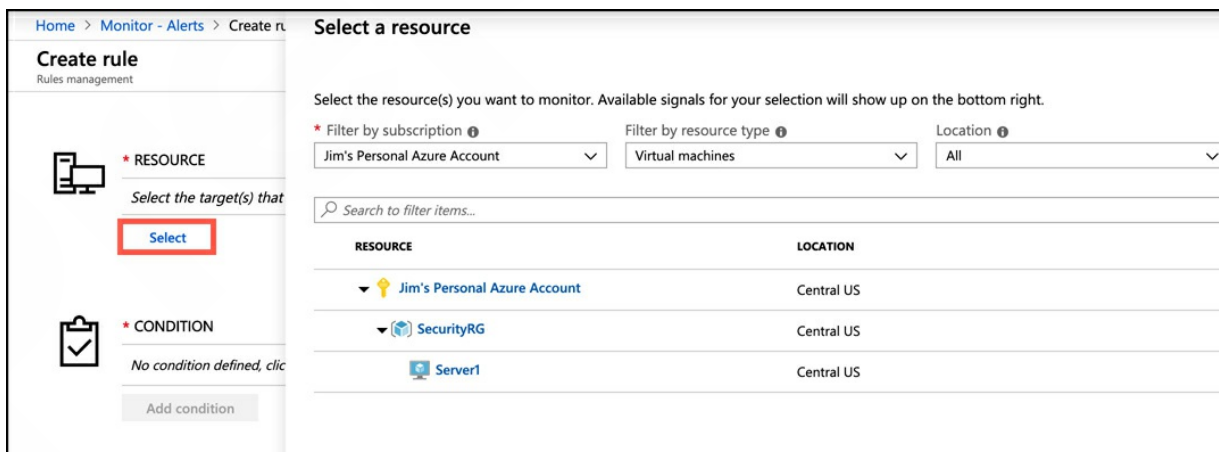 Home > Monitor - Alerts > Create ru
Create rule
Rules management
* RESOURCE
Select the target(s) that
Select
* CONDITION
No condition defined, clic
Add condition
Select a resource
Select the resource(s) you want to monitor. Available signals for your selection will show up on the bottom right.
* Filter by subscription Filter by resource type Location
Jim's Personal Azure Account Virtual machines All
Search to filter items...
RESOURCE LOCATION
Jim's Personal Azure Account Central US
SecurityRG Central US
Server1 Central US